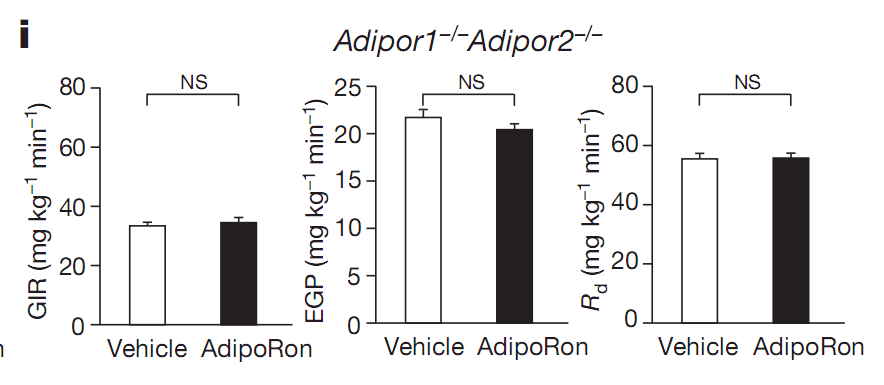 i
Adipor1⁻/⁻Adipor2⁻/⁻
GIR (mg kg⁻¹ min⁻¹)
80
60
40
20
0
NS
Vehicle AdipoRon
EGP (mg kg⁻¹ min⁻¹)
25
20
15
10
5
0
NS
Vehicle AdipoRon
Rd (mg kg⁻¹ min⁻¹)
80
60
40
20
0
NS
Vehicle AdipoRon
n